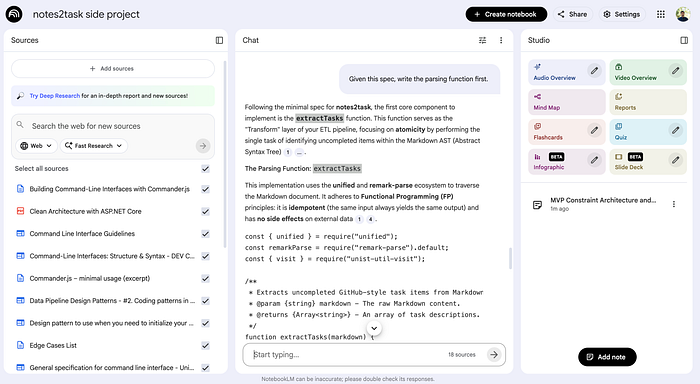 notes2task side project
+ Create notebook
Share
Settings
Sources
+ Add sources
Try Deep Research for an in-depth report and new sources!
Search the web for new sources
Web
Fast Research
Select all sources
Building Command-Line Interfaces with Commander.js
Clean Architecture with ASP.NET Core
Command Line Interface Guidelines
Command-Line Interfaces: Structure & Syntax - DEV C...
Commander.js – minimal usage (excerpt)
Data Pipeline Design Patterns - #2. Coding patterns in ...
Design pattern to use when you need to initialize your ...
Edge Cases List
General specification for command line interface - Uni...
Chat
Given this spec, write the parsing function first.
Following the minimal spec for notes2task, the first core component to
implement is the extractTasks function. This function serves as the
"Transform" layer of your ETL pipeline, focusing on atomicity by performing the
single task of identifying uncompleted items within the Markdown AST (Abstract
Syntax Tree) 1 ... .
The Parsing Function: extractTasks
This implementation uses the unified and remark-parse ecosystem to traverse
the Markdown document. It adheres to Functional Programming (FP)
principles: it is idempotent (the same input always yields the same output) and
has no side effects on external data 1 4 .
const { unified } = require("unified");
const remarkParse = require("remark-parse").default;
const { visit } = require("unist-util-visit");
/**
* Extracts uncompleted GitHub-style task items from Markdowr
* @param {string} markdown – The raw Markdown content.
* @returns {Array<string>} – An array of task descriptions.
*/
function extractTasks(markdown) {
Start typing...
18 sources
Studio
Audio Overview
Video Overview
Mind Map
Reports
Flashcards
Quiz
BETA
Infographic
BETA
Slide Deck
MVP Constraint Architecture and...
1m ago
Add note
NotebookLM can be inaccurate; please double check its responses.